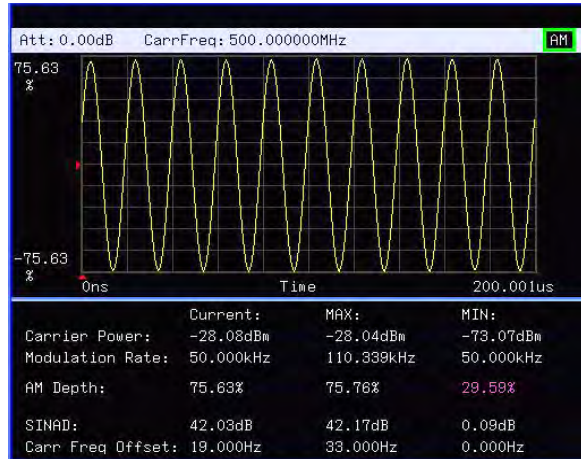 Att: 0.00dB CarrFreq: 500.000000MHz AM
75.63
%
-75.63
%
0ns Time 200.001us
Current: MAX: MIN:
Carrier Power: -28.08dBm -28.04dBm -73.07dBm
Modulation Rate: 50.000kHz 110.339kHz 50.000kHz
AM Depth: 75.63% 75.76% 29.59%
SINAD: 42.03dB 42.17dB 0.09dB
Carr Freq Offset: 19.000Hz 33.000Hz 0.000Hz